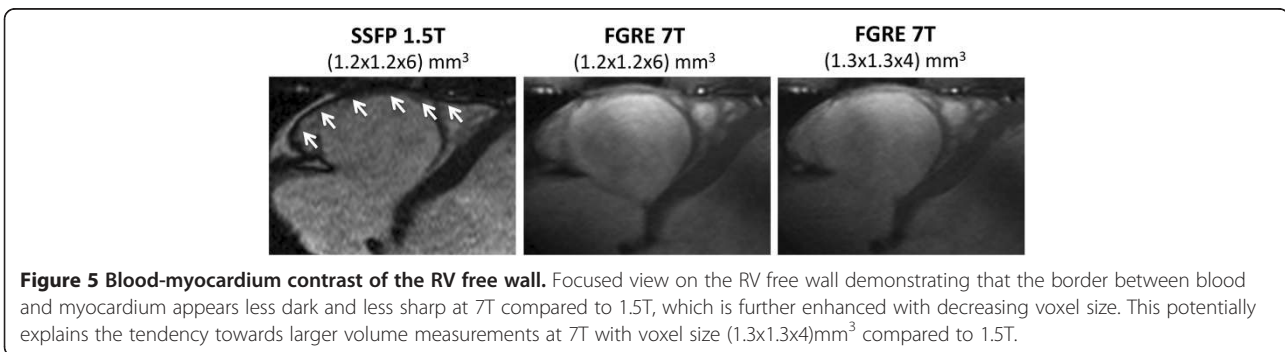 SSFP 1.5T
(1.2x1.2x6) mm³
FGRE 7T
(1.2x1.2x6) mm³
FGRE 7T
(1.3x1.3x4) mm³
Figure 5 Blood-myocardium contrast of the RV free wall. Focused view on the RV free wall demonstrating that the border between blood
and myocardium appears less dark and less sharp at 7T compared to 1.5T, which is further enhanced with decreasing voxel size. This potentially
explains the tendency towards larger volume measurements at 7T with voxel size (1.3x1.3x4)mm³ compared to 1.5T.